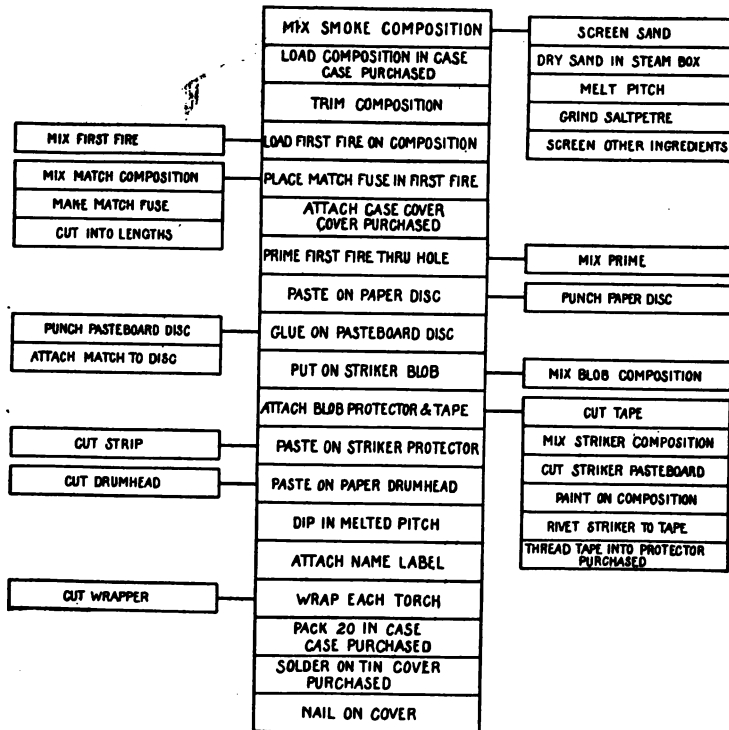 MIX SMOKE COMPOSITION
LOAD COMPOSITION IN CASE
CASE PURCHASED
TRIM COMPOSITION
LOAD FIRST FIRE ON COMPOSITION
PLACE MATCH FUSE IN FIRST FIRE
ATTACH CASE COVER
COVER PURCHASED
PRIME FIRST FIRE THRU HOLE
PASTE ON PAPER DISC
GLUE ON PASTEBOARD DISC
PUT ON STRIKER BLOB
ATTACH BLOB PROTECTOR & TAPE
PASTE ON STRIKER PROTECTOR
PASTE ON PAPER DRUMHEAD
DIP IN MELTED PITCH
ATTACH NAME LABEL
WRAP EACH TORCH
PACK 20 IN CASE
CASE PURCHASED
SOLDER ON TIN COVER
PURCHASED
NAIL ON COVER
MIX FIRST FIRE
MIX MATCH COMPOSITION
MAKE MATCH FUSE
CUT INTO LENGTHS
PUNCH PASTEBOARD DISC
ATTACH MATCH TO DISC
CUT STRIP
CUT DRUMHEAD
CUT WRAPPER
SCREEN SAND
DRY SAND IN STEAM BOX
MELT PITCH
GRIND SALTPETRE
SCREEN OTHER INGREDIENTS
MIX PRIME
PUNCH PAPER DISC
MIX BLOB COMPOSITION
CUT TAPE
MIX STRIKER COMPOSITION
CUT STRIKER PASTEBOARD
PAINT ON COMPOSITION
RIVET STRIKER TO TAPE
THREAD TAPE INTO PROTECTOR
PURCHASED